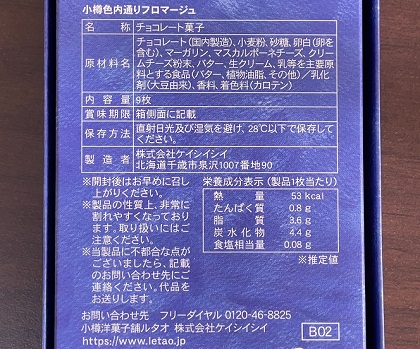 小樽色内通りフロマージュ
名称 チョコレート菓子
原材料名 チョコレート(国内製造)、小麦粉、砂糖、卵白(卵を
含む)、マーガリン、マスカルポーネチーズ、クリー
ムチーズ粉末、バター、生クリーム、乳等を主要原
料とする食品(バター、植物油脂、その他)／乳化
剤(大豆由来)、香料、着色料(カロテン)
内容量 9枚
賞味期限 箱側面に記載
保存方法 直射日光及び湿気を避け、28℃以下で保存してく
ださい。
製造者 株式会社ケイシイシイ
北海道千歳市泉沢1007番地90
※開封後はお早めに召し
上がりください。
※製品の性質上、非常に
割れやすくなっており
ます。取り扱いにはご
注意ください。
※当製品に不都合な点が
ございましたら、記載
のお問い合わせ先にご
連絡ください。代品を
お送りします。
栄養成分表示(製品1枚当たり)
熱量 53 kcal
たんぱく質 0.8 g
脂質 3.6 g
炭水化物 4.4 g
食塩相当量 0.08 g
※推定値
お問い合わせ先 フリーダイヤル 0120-46-8825
小樽洋菓子舗ルタオ 株式会社ケイシイシイ
https://www.letao.jp
B02